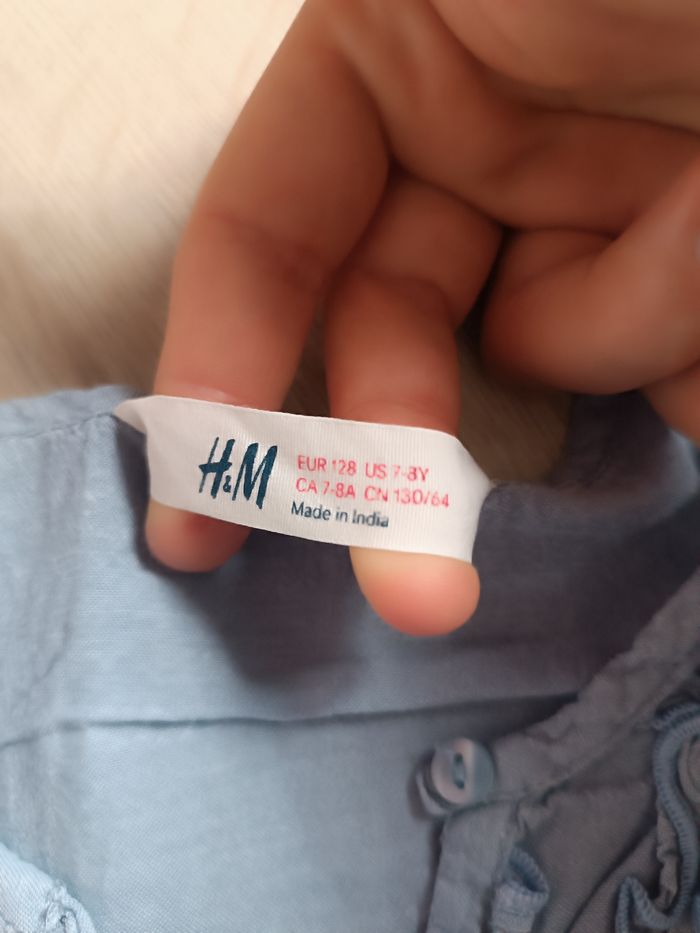 H&M
EUR 128 US 7-8Y
CA 7-8A CN 130/64
Made in India